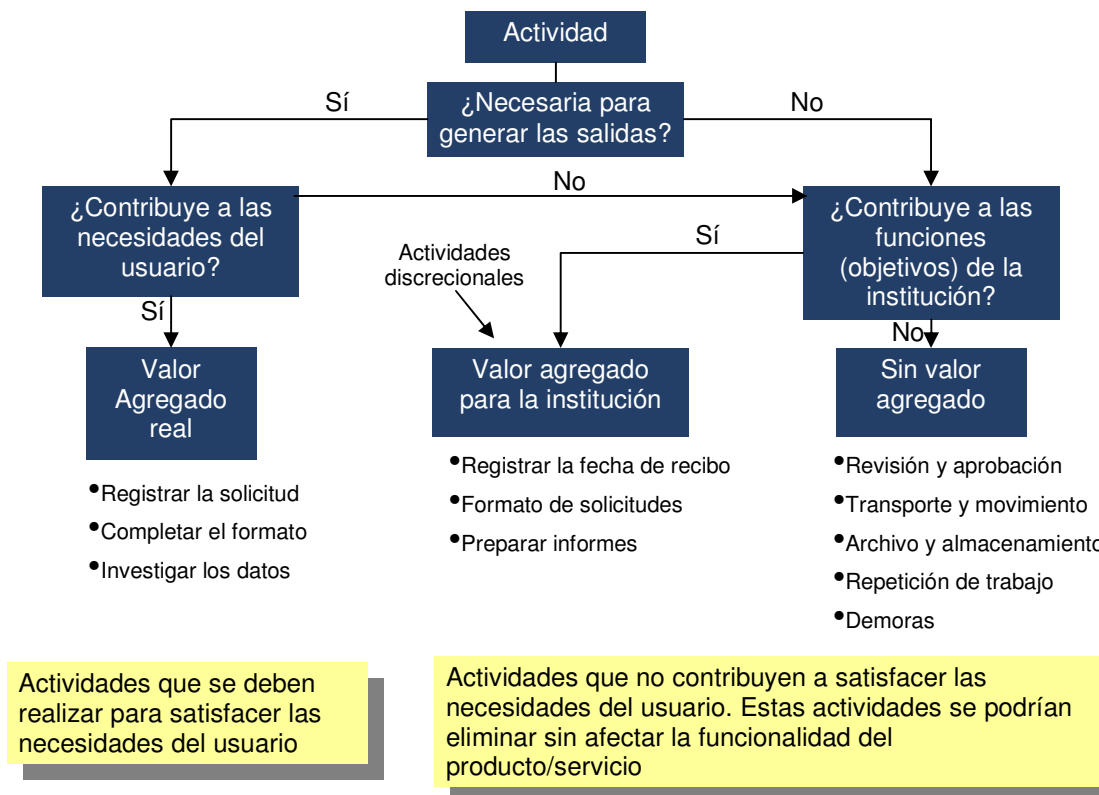 Actividad
Sí
¿Necesaria para
generar las salidas?
No
¿Contribuye a las
necesidades del
usuario?
No
¿Contribuye a las
funciones
(objetivos) de la
institución?
Actividades
discrecionales
Sí
Sí
No
Valor
Agregado
real
Valor agregado
para la institución
Sin valor
agregado
•Registrar la solicitud
•Completar el formato
•Investigar los datos
•Registrar la fecha de recibo
•Formato de solicitudes
•Preparar informes
•Revisión y aprobación
•Transporte y movimiento
•Archivo y almacenamiento
•Repetición de trabajo
•Demoras
Actividades que se deben
realizar para satisfacer las
necesidades del usuario
Actividades que no contribuyen a satisfacer las
necesidades del usuario. Estas actividades se podrían
eliminar sin afectar la funcionalidad del
producto/servicio